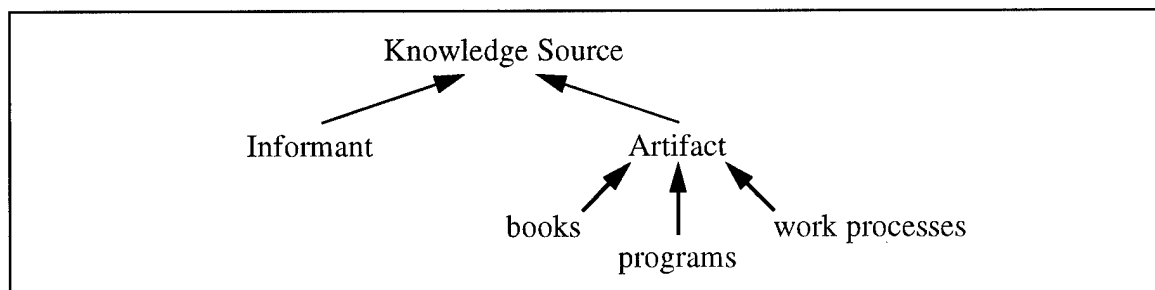 Knowledge Source
Informant
Artifact
books
work processes
programs